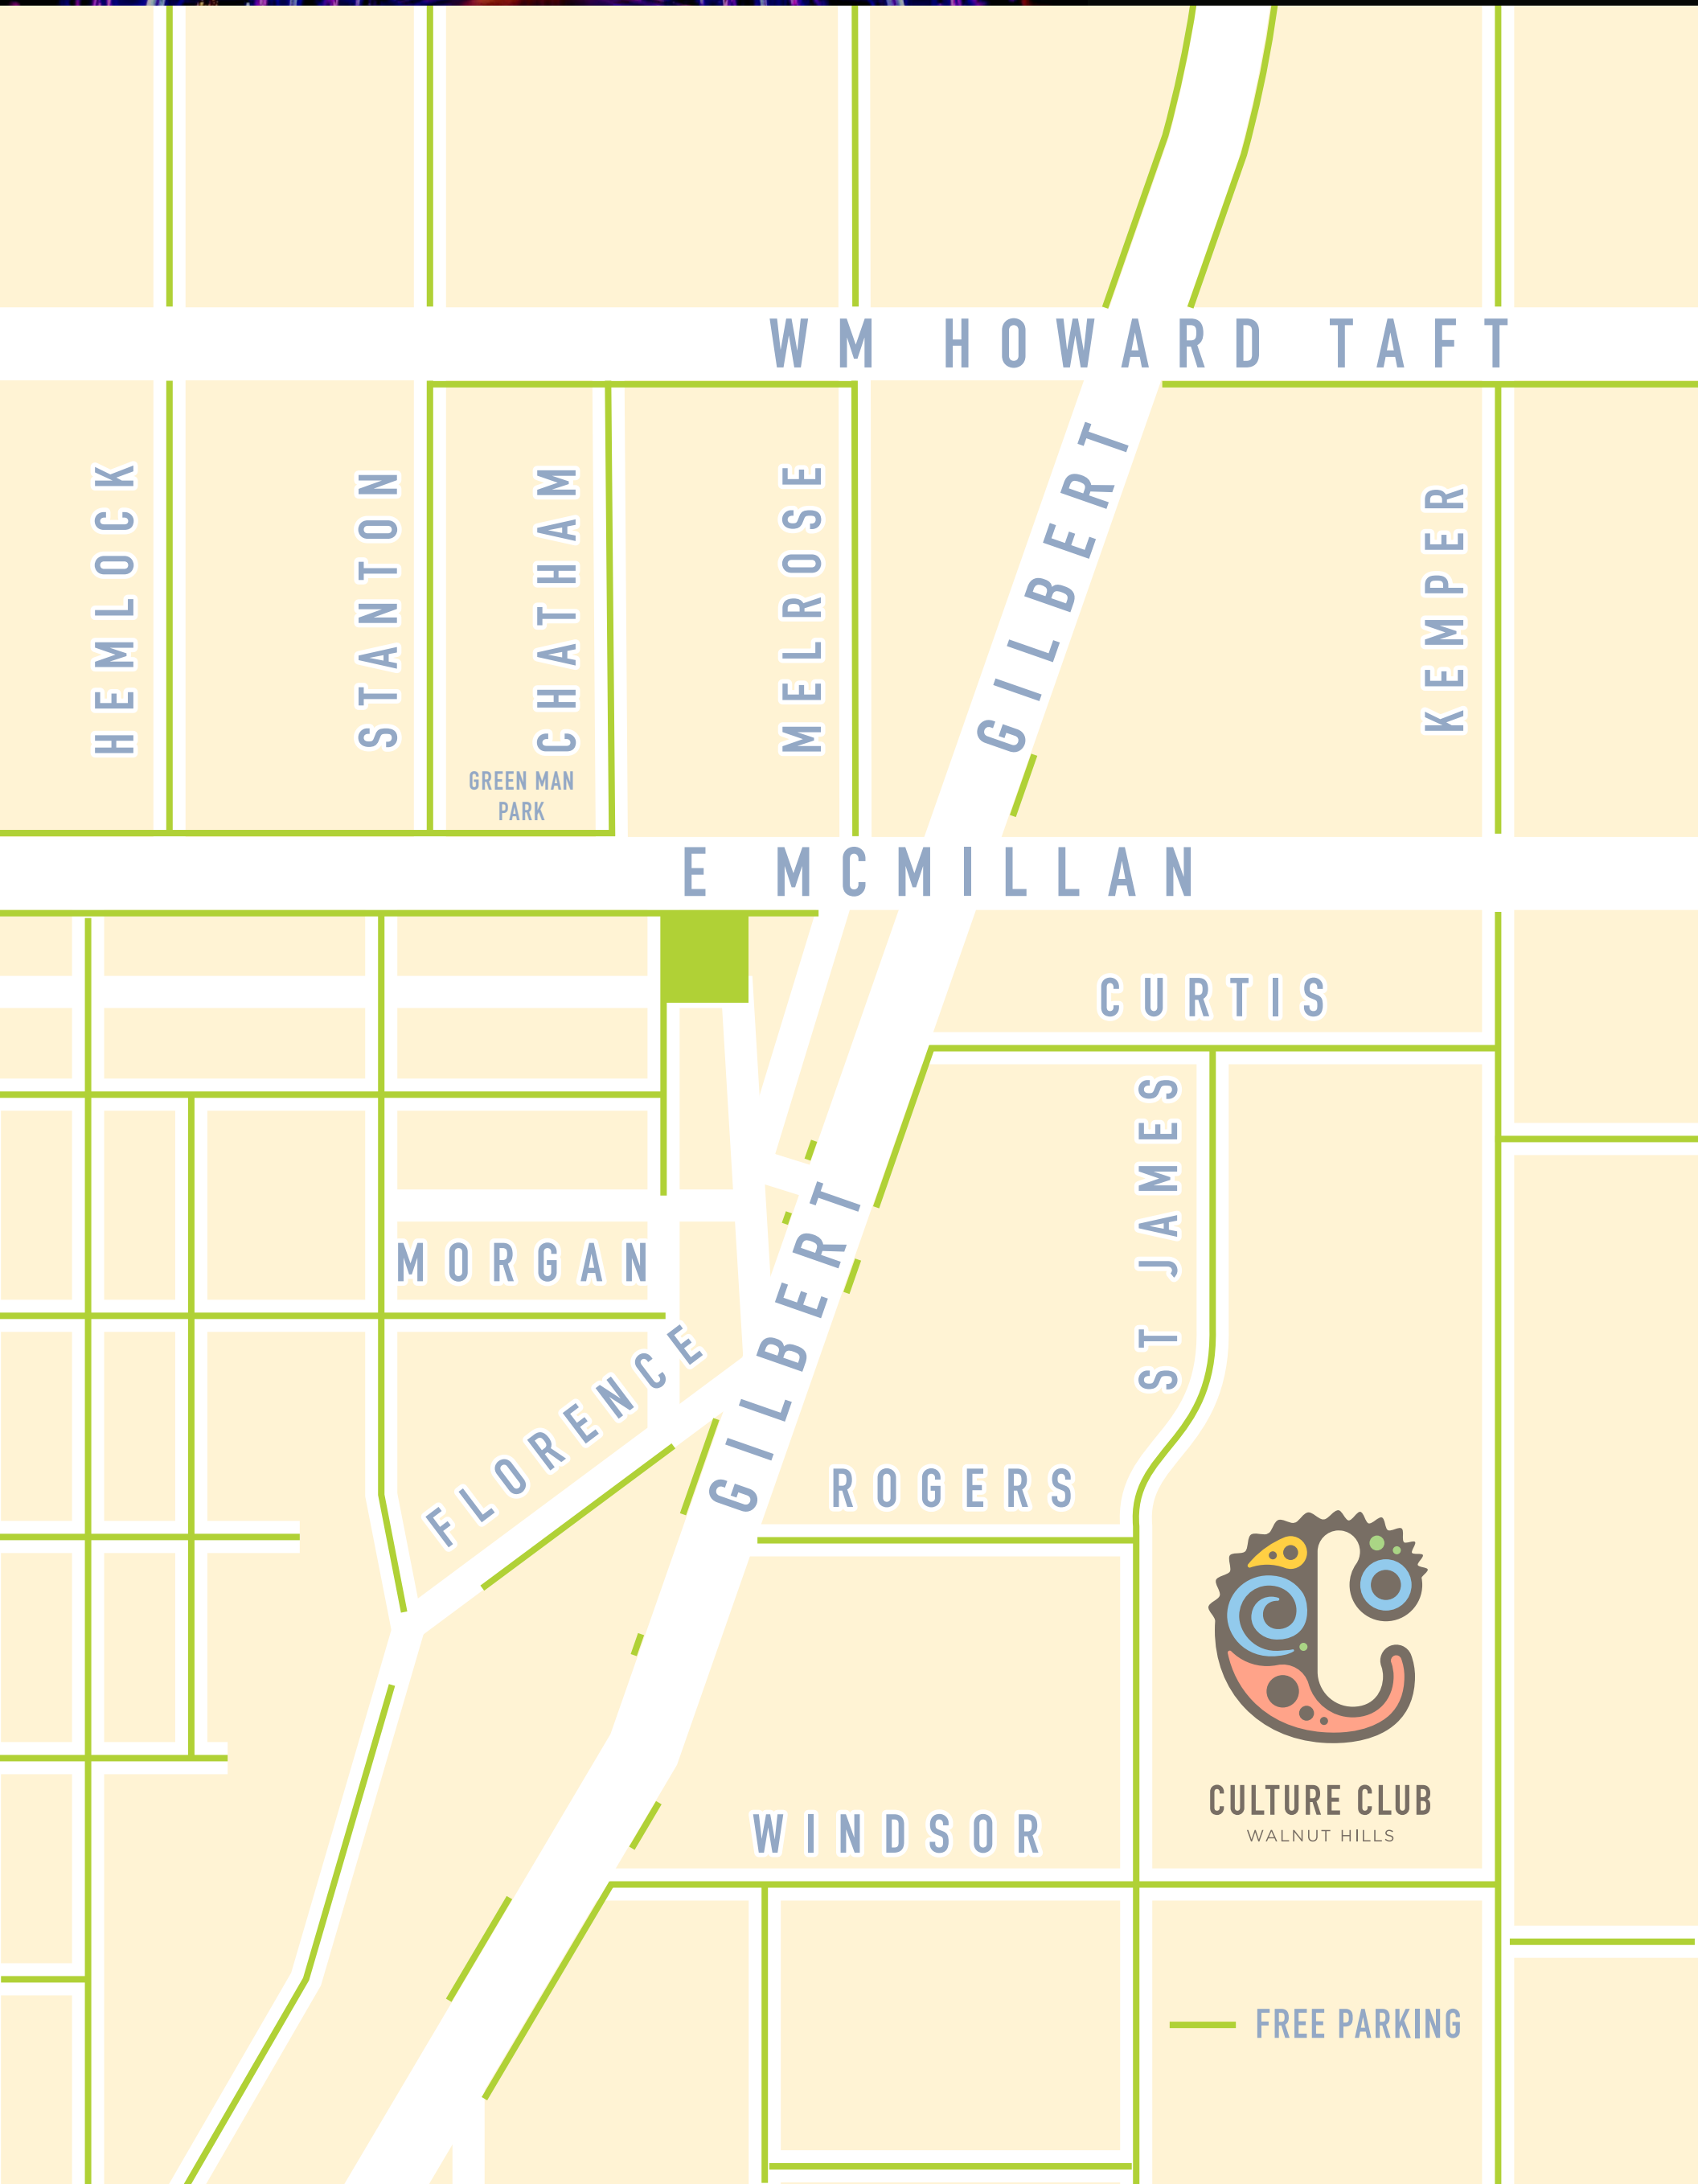 WM HOWARD TAFT
HEMLOCK
STANTON
CHATHAM
MELROSE
GILBERT
KEMPER
GREEN MAN
PARK
E MCMILLAN
CURTIS
ST JAMES
MORGAN
GILBERT
FLORENCE
ROGERS
CULTURE CLUB
WALNUT HILLS
WINDSOR
FREE PARKING